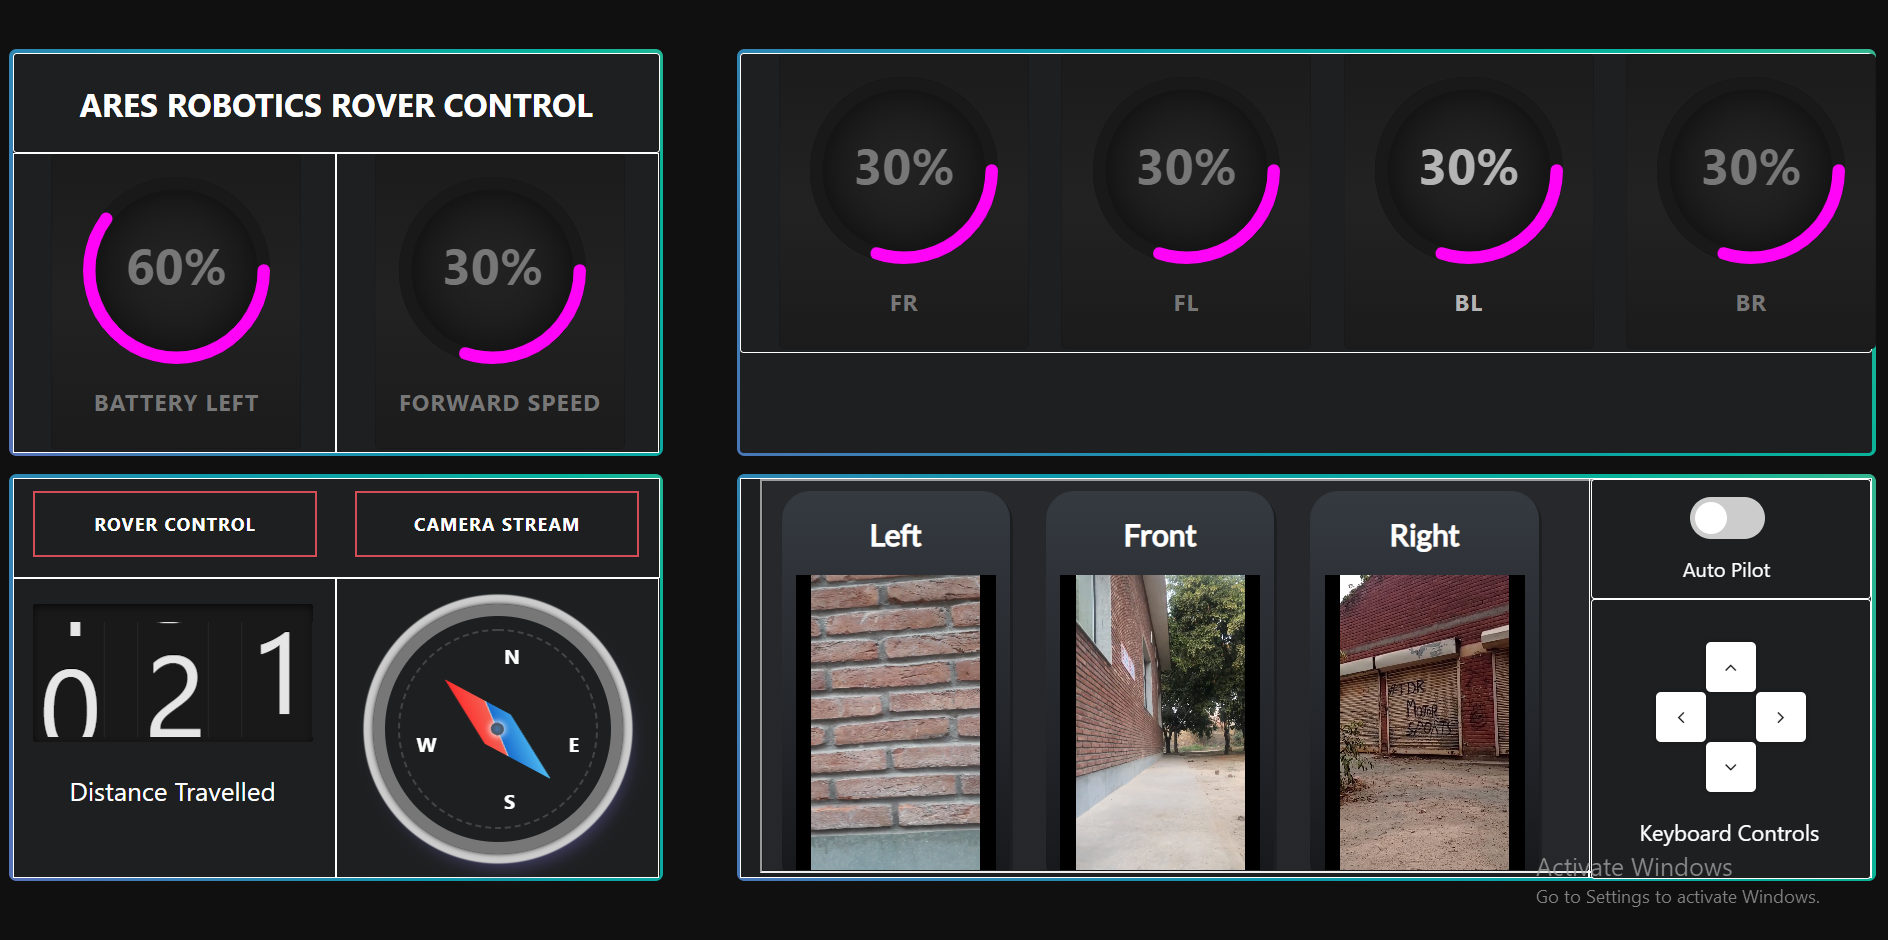 ARES ROBOTICS ROVER CONTROL
60%
BATTERY LEFT
30%
FORWARD SPEED
30%
FR
30%
FL
30%
BL
30%
BR
ROVER CONTROL
CAMERA STREAM
0 2 1
Distance Travelled
N
W
E
S
Left
Front
Right
MOTOR
SPORTS
Auto Pilot
Keyboard Controls
Activate Windows
Go to Settings to activate Windows.